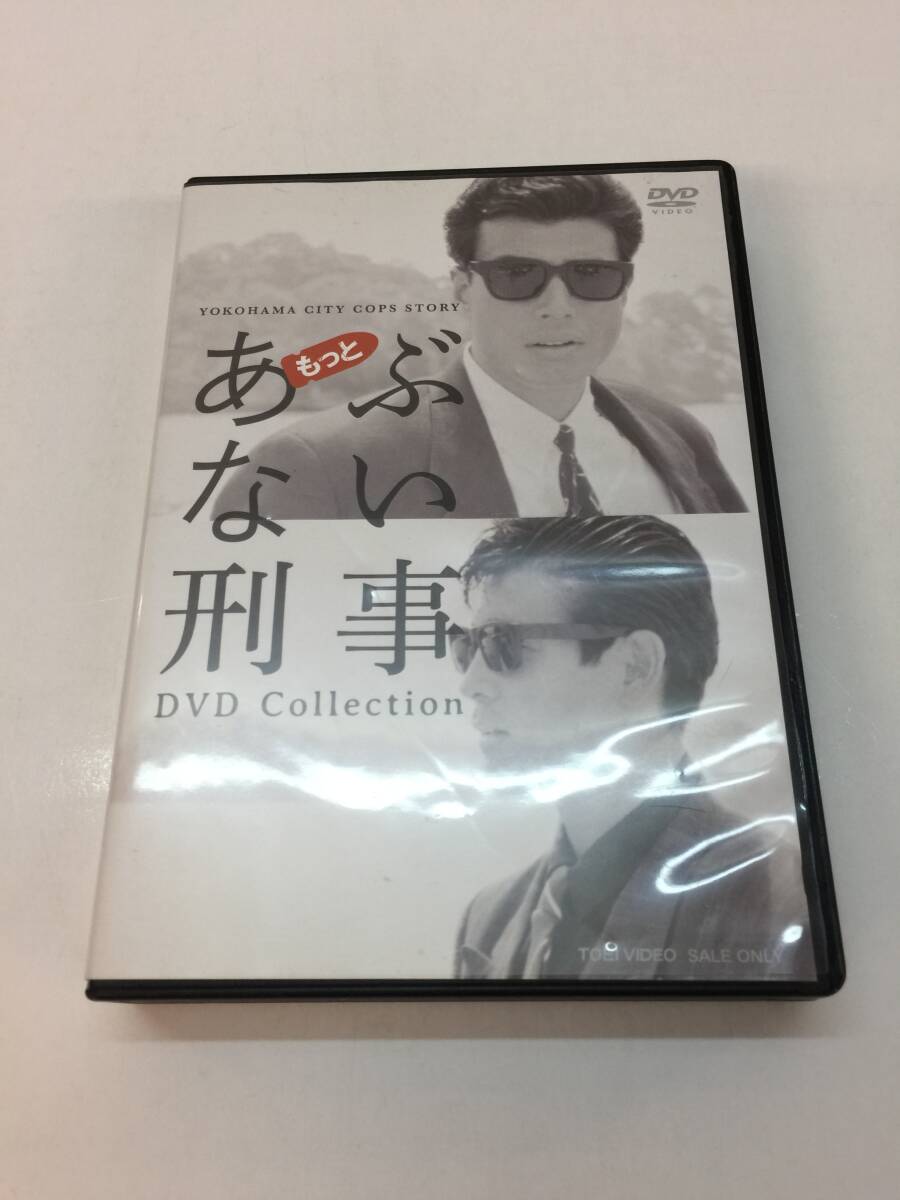 DVD
VIDEO
YOKOHAMA CITY COPS STORY
もっと
あぶ
ない
刑事
DVD Collection
TOEI VIDEO SALE ONLY